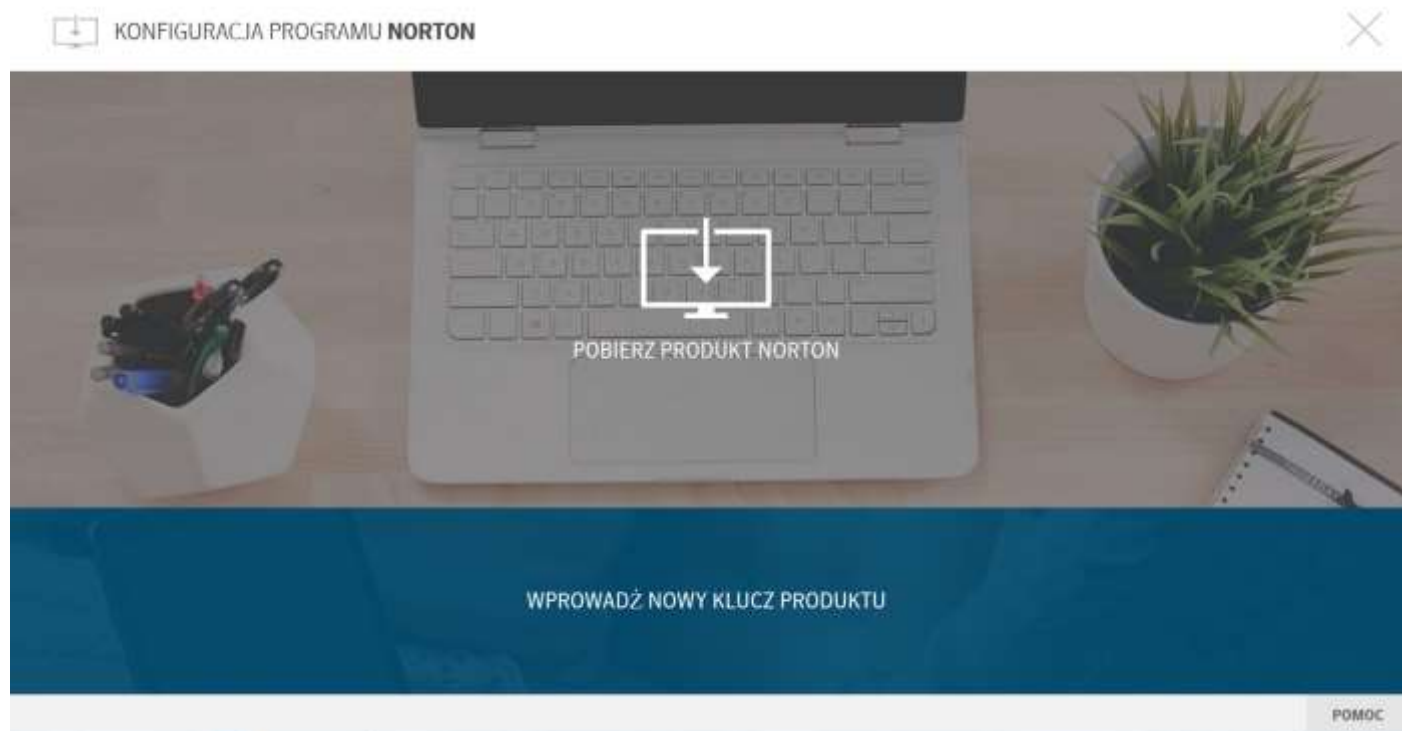 KONFIGURACJA PROGRAMU NORTON
POBIERZ PRODUKT NORTON
WPROWADŹ NOWY KLUCZ PRODUKTU
POMOC